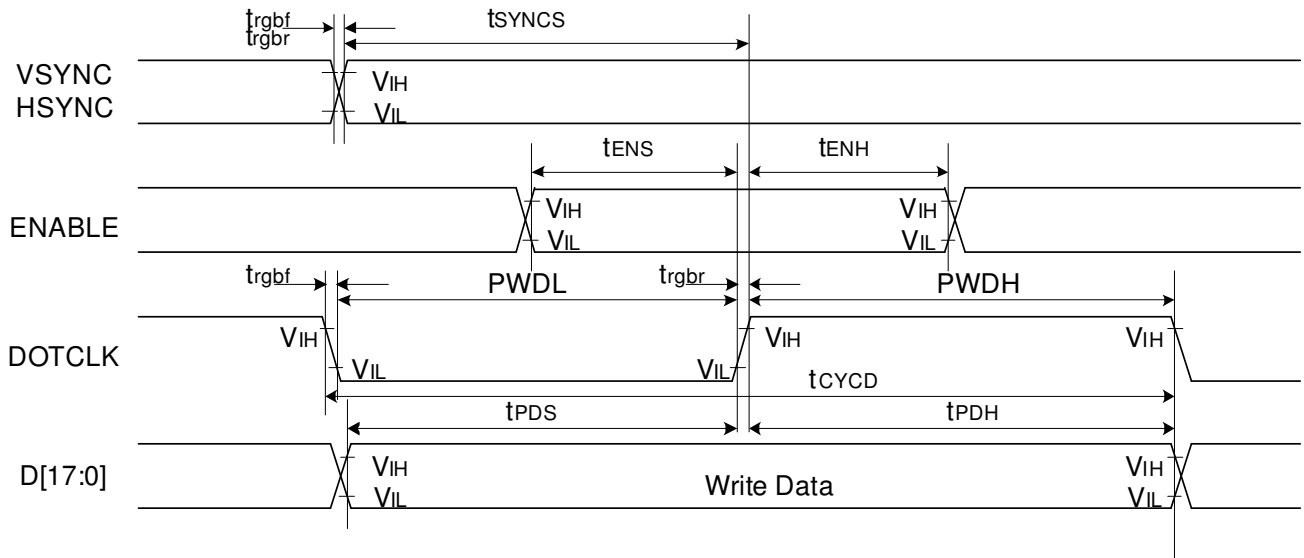 trgbf
trgbr
tSYNCS
VSYNC
HSYNC
VIH
VIL
tENS
tENH
ENABLE
VIH
VIL
VIH
VIL
trgbf
PWDL
trgbr
PWDH
DOTCLK
VIH
VIL
VIL
VIH
VIH
tCYCD
tPDS
tPDH
D[17:0]
VIH
VIL
Write Data
VIH
VIL